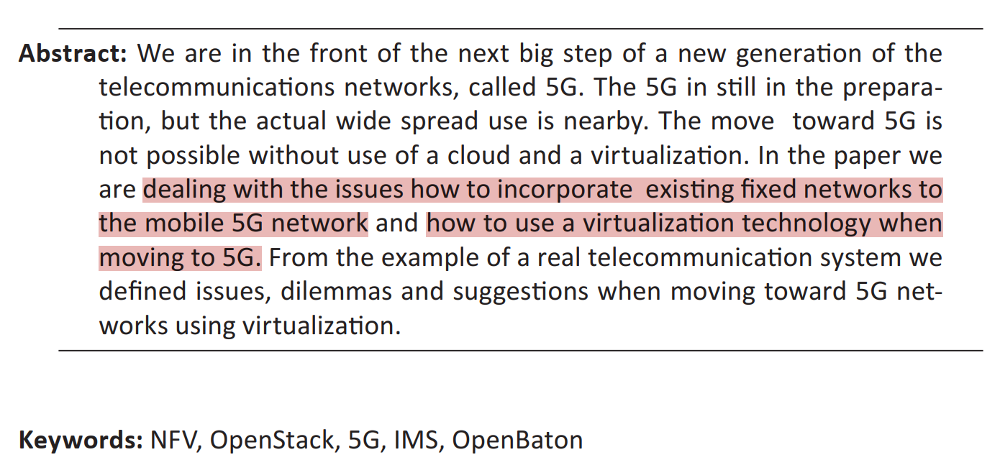 Abstract: We are in the front of the next big step of a new generation of the
telecommunications networks, called 5G. The 5G in still in the prepara-
tion, but the actual wide spread use is nearby. The move  toward 5G is
not possible without use of a cloud and a virtualization. In the paper we
are dealing with the issues how to incorporate  existing fixed networks to
the mobile 5G network and how to use a virtualization technology when
moving to 5G. From the example of a real telecommunication system we
defined issues, dilemmas and suggestions when moving toward 5G net-
works using virtualization.
Keywords: NFV, OpenStack, 5G, IMS, OpenBaton